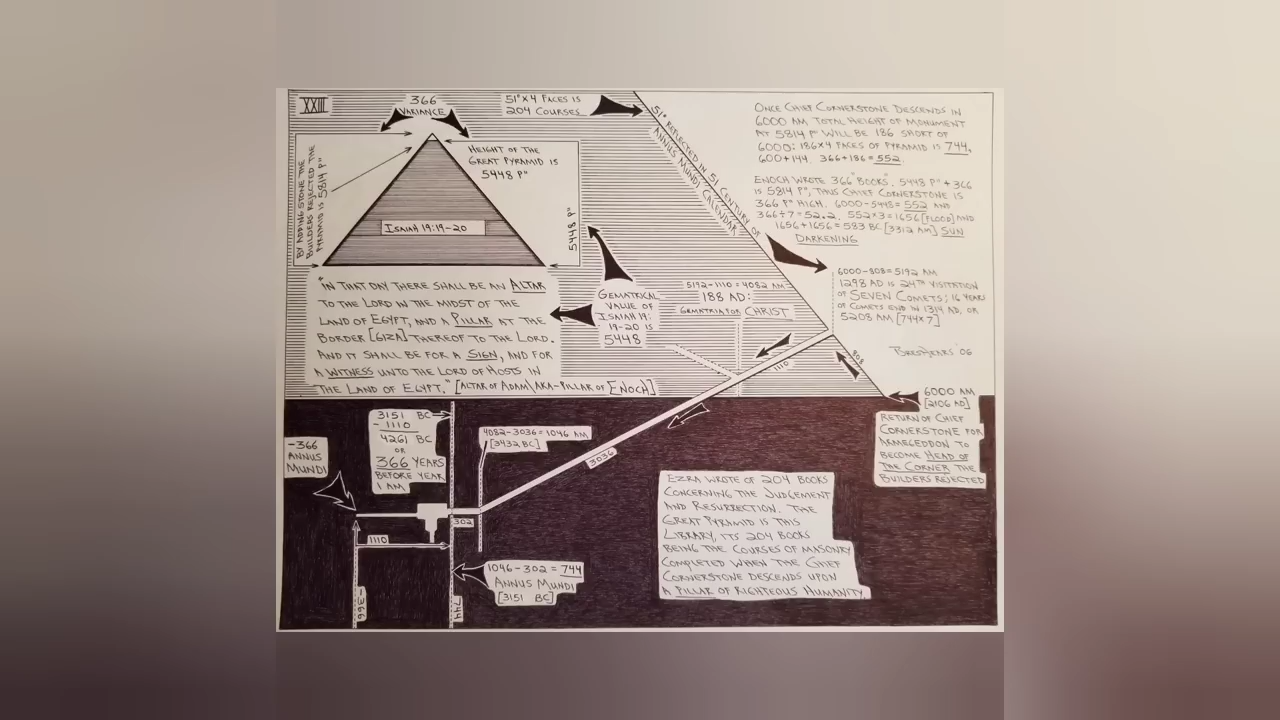 XXIII
366
VARIANCE
51°x4 FACES IS
204 COURSES
BY ADDING STONE THE
BUILDERS REJECTED THE
PYRAMID IS 5814 P"
HEIGHT OF THE
GREAT PYRAMID IS
5448 P"
ISAIAH 19:19-20
5448 P"
51° REFLECTED IN 51 CENTURY OF
ANNUS MUNDI CALENDAR
ONCE CHIEF CORNERSTONE DESCENDS IN
6000 AM TOTAL HEIGHT OF MONUMENT
AT 5814 P" WILL BE 186 SHORT OF
6000: 186x4 FACES OF PYRAMID IS 744,
600+144. 366+186=552.
ENOCH WROTE 366 "BOOKS". 5448 P"+366
IS 5814 P", THUS CHIEF CORNERSTONE IS
366 P" HIGH. 6000-5448=552 AND
366÷7=52.2. 552x3=1656 [FLOOD] AND
1656+1656=583 BC [3312 AM] SUN
DARKENING
"IN THAT DAY THERE SHALL BE AN ALTAR
TO THE LORD IN THE MIDST OF THE
LAND OF EGYPT, AND A PILLAR AT THE
BORDER [GIZA] THEREOF TO THE LORD.
AND IT SHALL BE FOR A SIGN, AND FOR
A WITNESS UNTO THE LORD OF HOSTS IN
THE LAND OF EGYPT." [ALTAR OF ADAM AKA-PILLAR OF ENOCH]
GEMATRICAL
VALUE OF
ISAIAH 19:
19-20 IS
5448
5192-1110=4082 AM
188 AD:
GEMATRIA FOR CHRIST
6000-808=5192 AM
1298 AD IS 24TH VISITATION
OF SEVEN COMETS; 16 YEARS
OF COMETS END IN 1314 AD, OR
5208 AM [744x7]
BRESHEARS '06
808
1110
6000 AM
[2106 AD]
RETURN OF CHIEF
CORNERSTONE FOR
ARMEGEDDON TO
BECOME HEAD OF
THE CORNER THE
BUILDERS REJECTED
3151 BC
-1110
4261 BC
OR
366 YEARS
BEFORE YEAR
1 AM
4082-3036=1046 AM
[3432 BC]
-366
ANNUS
MUNDI
3036
302
1110
1046-302=744
ANNUS MUNDI
[3151 BC]
-366
744
EZRA WROTE OF 204 BOOKS
CONCERNING THE JUDGEMENT
AND RESURRECTION. THE
GREAT PYRAMID IS THIS
LIBRARY, ITS 204 BOOKS
BEING THE COURSES OF MASONRY
COMPLETED WHEN THE CHIEF
CORNERSTONE DESCENDS UPON
A PILLAR OF RIGHTEOUS HUMANITY.